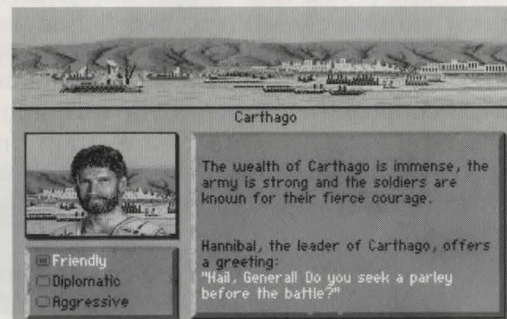 Carthago
The wealth of Carthago is immense, the
army is strong and the soldiers are
known for their fierce courage.
Hannibal, the leader of Carthago, offers
a greeting:
"Hail, General! Do you seek a parley
before the battle?"
Friendly
Diplomatic
Aggressive